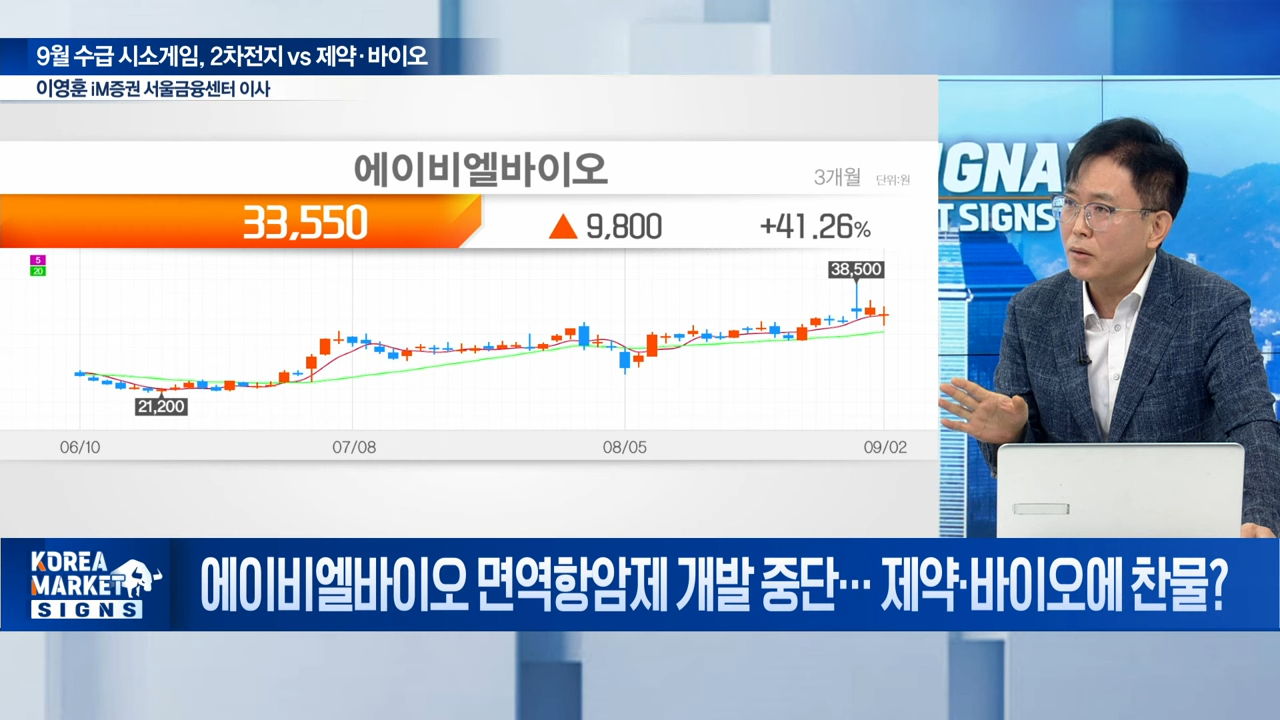 9월 수급 시소게임, 2차전지 vs 제약·바이오
이영훈 iM증권 서울금융센터 이사
에이비엘바이오
3개월 단위:원
33,550 ▲ 9,800 +41.26%
5
20
38,500
21,200
06/10 07/08 08/05 09/02
IGNA
T SIGNS
KOREA
MARKET
SIGNS
에이비엘바이오 면역항암제 개발 중단… 제약·바이오에 찬물?